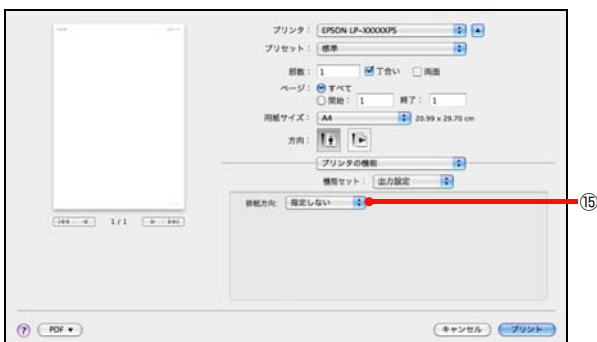 プリンタ： EPSON LP-XXXXXPS
プリセット： 標準
部数： 1 丁合い 両面
ページ： すべて
開始： 1 終了： 1
用紙サイズ： A4 20.99 x 29.70 cm
方向：
プリンタの機能
機能セット： 出力設定
排紙方向： 指定しない
⑮
1 / 1
? PDF ▼ キャンセル プリント